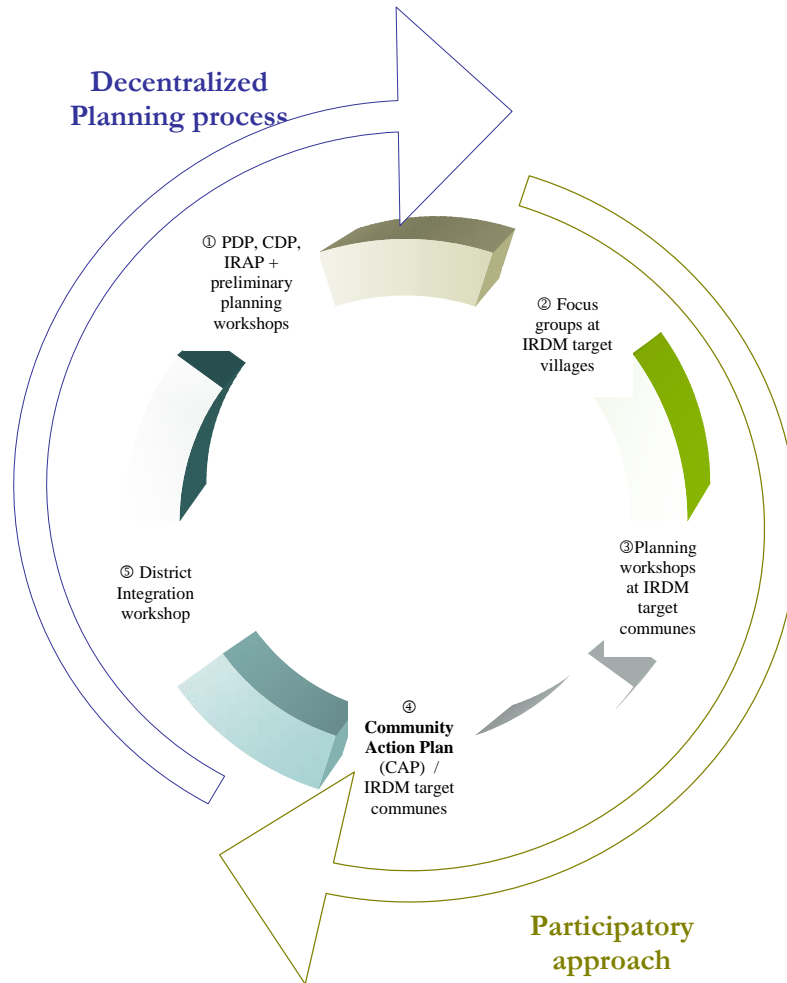 Decentralized
Planning process
① PDP, CDP,
IRAP +
preliminary
planning
workshops
② Focus
groups at
IRDM target
villages
③Planning
workshops
at IRDM
target
communes
④
Community
Action Plan
(CAP) /
IRDM target
communes
⑤ District
Integration
workshop
Participatory
approach